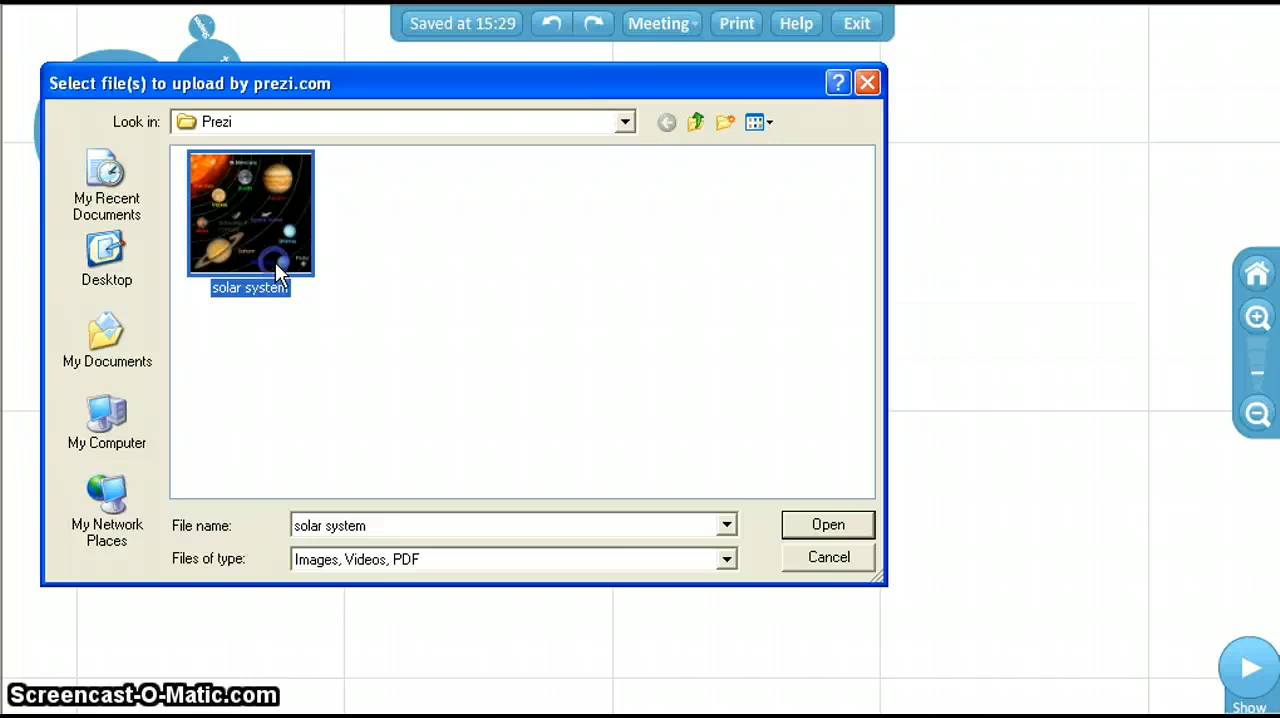 Saved at 15:29
Meeting
Print
Help
Exit
Select file(s) to upload by prezi.com
Look in:
Prezi
My Recent
Documents
Desktop
My Documents
My Computer
My Network
Places
solar system
File name:
solar system
Open
Files of type:
Images, Videos, PDF
Cancel
Show
Screencast-O-Matic.com